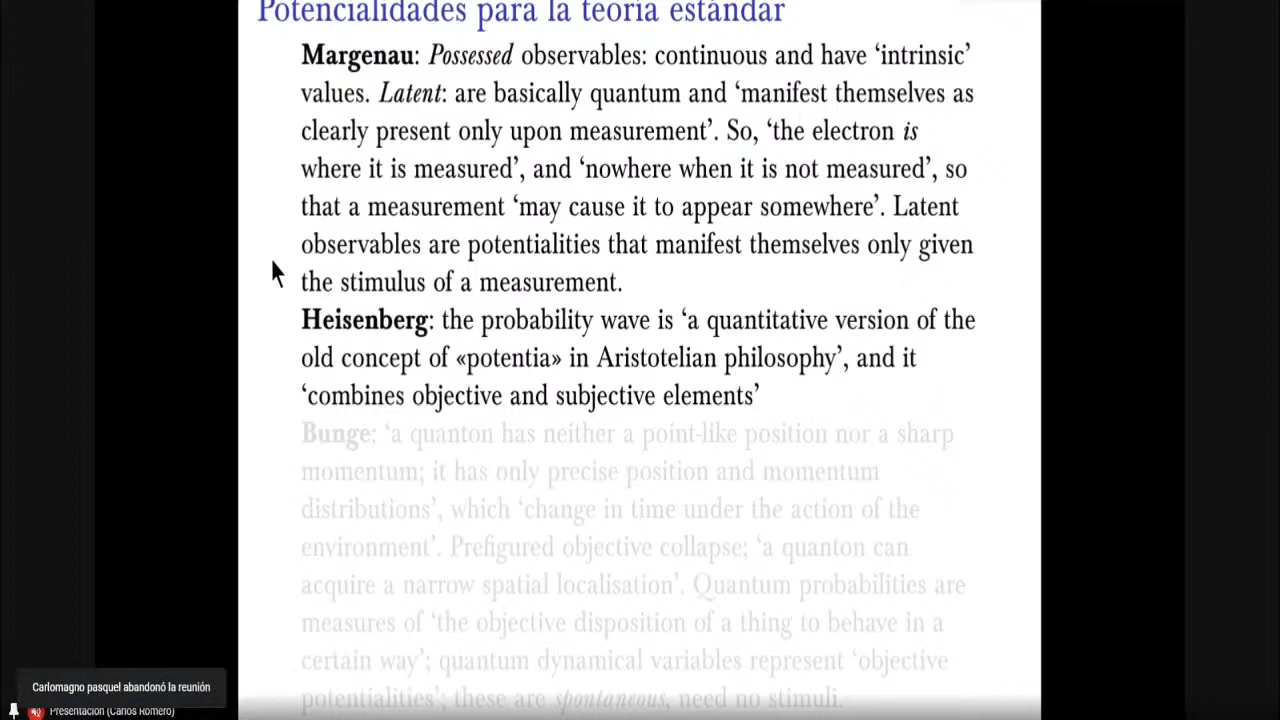 Potencialidades para la teoría estándar
Margenau: Possessed observables: continuous and have ‘intrinsic’
values. Latent: are basically quantum and ‘manifest themselves as
clearly present only upon measurement’. So, ‘the electron is
where it is measured’, and ‘nowhere when it is not measured’, so
that a measurement ‘may cause it to appear somewhere’. Latent
observables are potentialities that manifest themselves only given
the stimulus of a measurement.
Heisenberg: the probability wave is ‘a quantitative version of the
old concept of «potentia» in Aristotelian philosophy’, and it
‘combines objective and subjective elements’
Bunge: ‘a quanton has neither a point-like position nor a sharp
momentum; it has only precise position and momentum
distributions’, which ‘change in time under the action of the
environment’. Prefigured objective collapse; ‘a quanton can
acquire a narrow spatial localisation’. Quantum probabilities are
measures of ‘the objective disposition of a thing to behave in a
certain way’; quantum dynamical variables represent ‘objective
potentialities’; these are spontaneous, need no stimuli.
Carlomagno pasquel abandonó la reunión
Presentación (Carlos Romero)